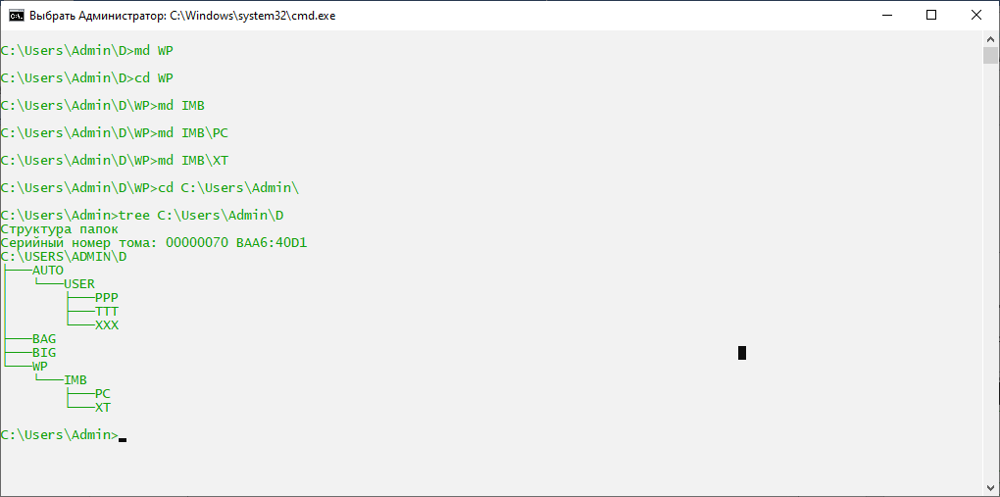 Выбрать Администратор: C:\Windows\system32\cmd.exe
C:\Users\Admin\D>md WP
C:\Users\Admin\D>cd WP
C:\Users\Admin\D\WP>md IMB
C:\Users\Admin\D\WP>md IMB\PC
C:\Users\Admin\D\WP>md IMB\XT
C:\Users\Admin\D\WP>cd C:\Users\Admin\
C:\Users\Admin>tree C:\Users\Admin\D
Структура папок
Серийный номер тома: 00000070 BAA6:40D1
C:\USERS\ADMIN\D
├───AUTO
│   └───USER
│       ├───PPP
│       ├───TTT
│       └───XXX
├───BAG
├───BIG
└───WP
    └───IMB
        ├───PC
        └───XT
C:\Users\Admin>